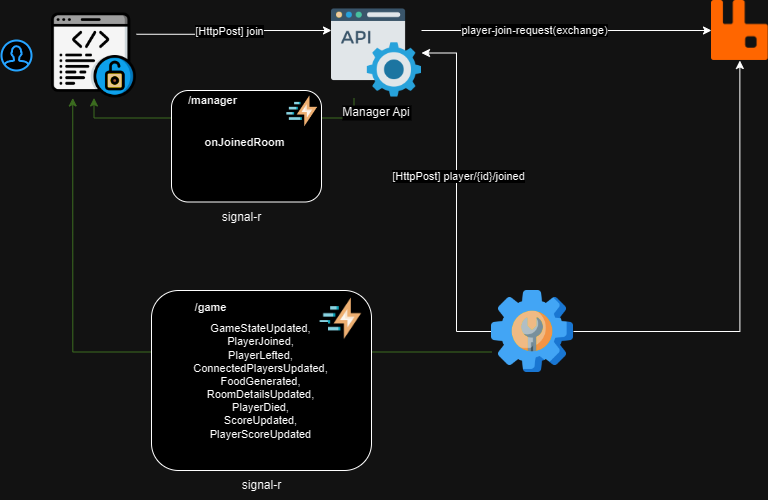 [HttpPost] join
player-join-request(exchange)
</>
API
Manager Api
/manager
onJoinedRoom
signal-r
[HttpPost] player/{id}/joined
/game
GameStateUpdated,
PlayerJoined,
PlayerLefted,
ConnectedPlayersUpdated,
FoodGenerated,
RoomDetailsUpdated,
PlayerDied,
ScoreUpdated,
PlayerScoreUpdated
signal-r